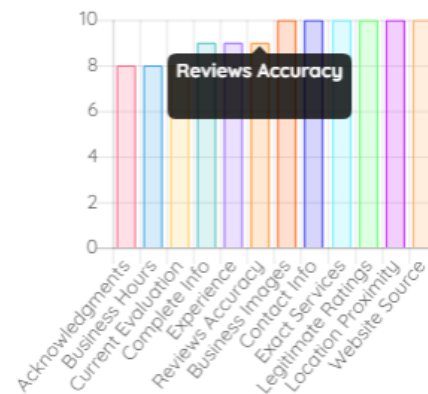 10
8
6
4
2
0
Reviews Accuracy
Acknowledgments
Business Hours
Current Evaluation
Complete Info
Experience
Reviews Accuracy
Business Images
Contact Info
Exact Services
Legitimate Ratings
Location Proximity
Website Source